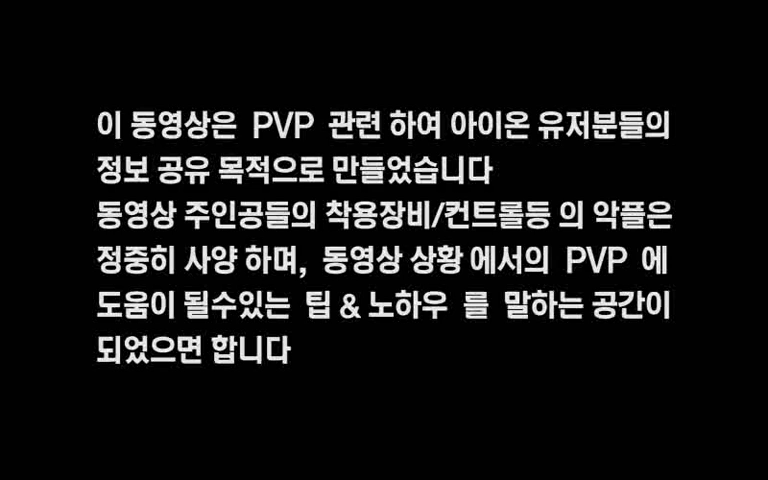 이 동영상은 PVP 관련 하여 아이온 유저분들의
정보 공유 목적으로 만들었습니다
동영상 주인공들의 착용장비/컨트롤등 의 악플은
정중히 사양 하며, 동영상 상황 에서의 PVP 에
도움이 될수있는 팁 & 노하우 를 말하는 공간이
되었으면 합니다